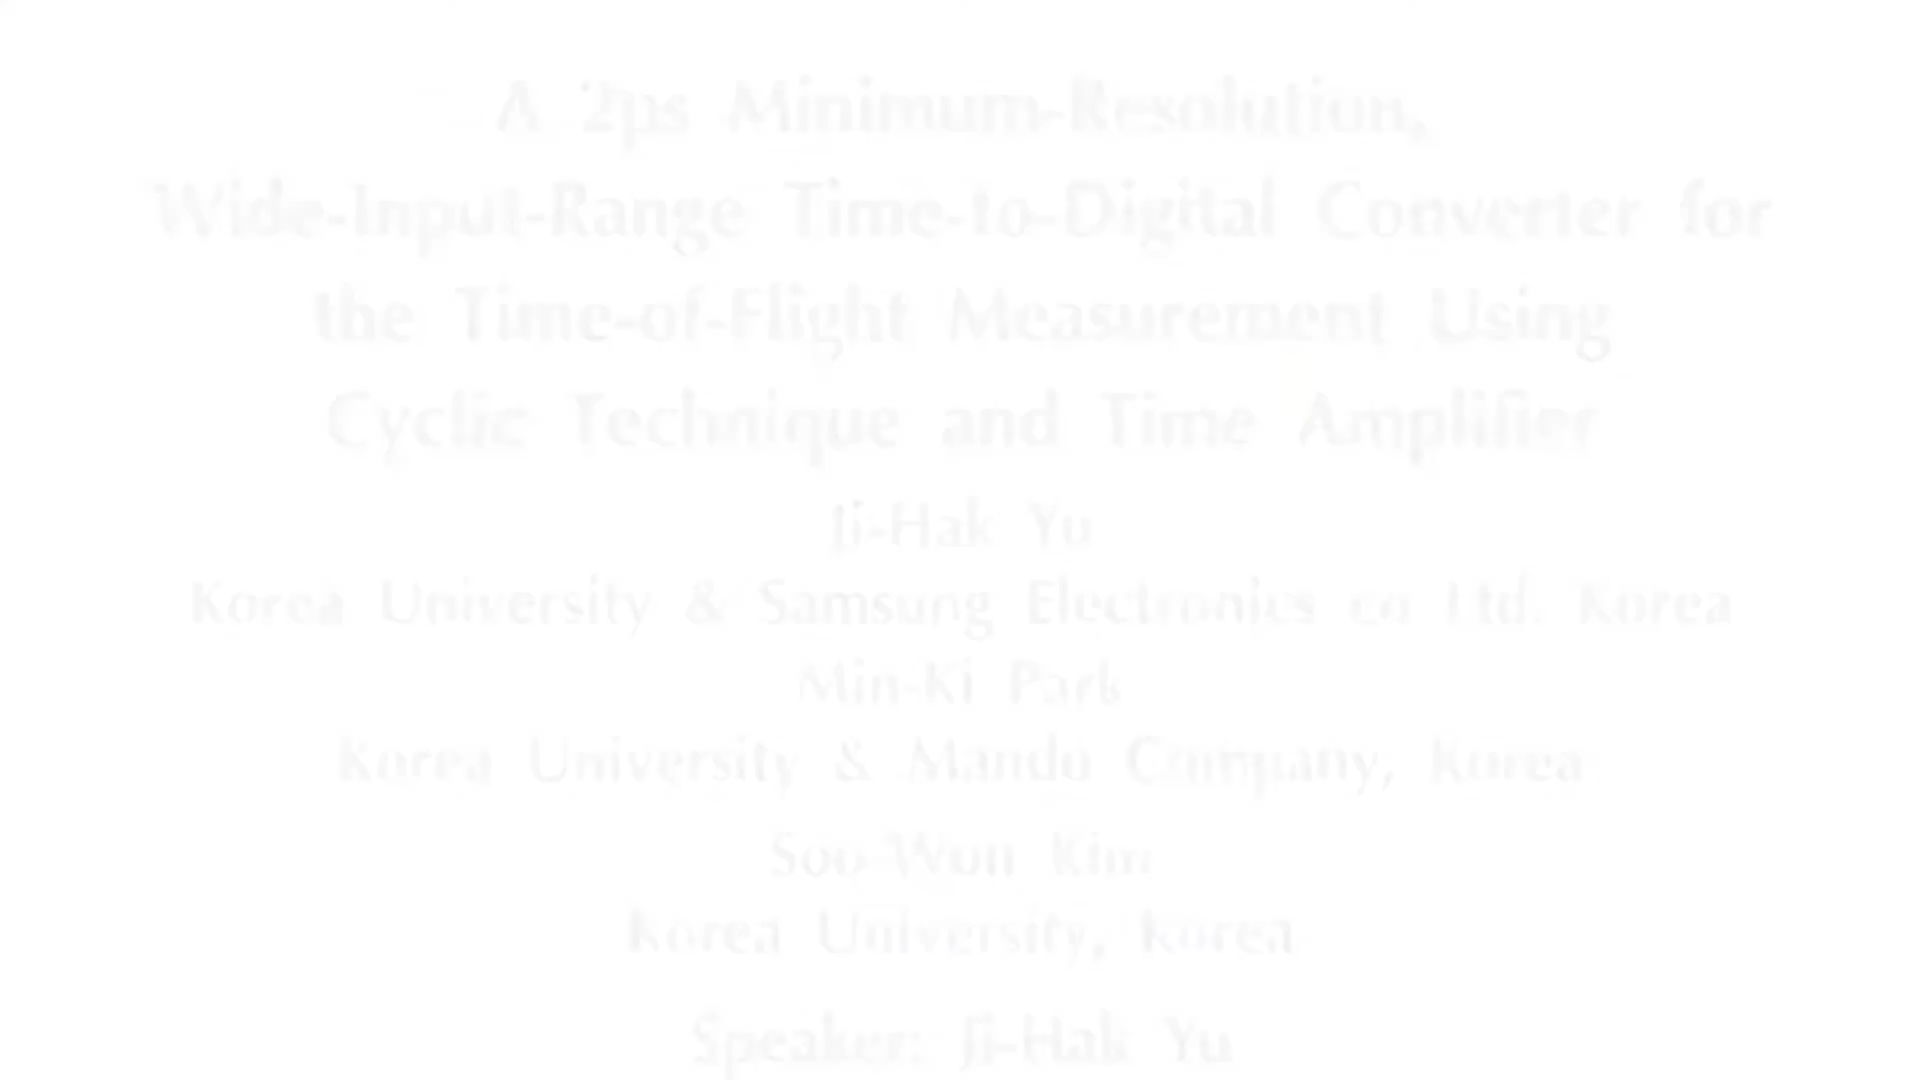 A 2ps Minimum-Resolution,
Wide-Input-Range Time-to-Digital Converter for
the Time-of-Flight Measurement Using
Cyclic Technique and Time Amplifier
Ji-Hak Yu
Korea University & Samsung Electronics co Ltd. Korea
Min-Ki Park
Korea University & Mando Company, Korea
Soo-Won Kim
Korea University, Korea
Speaker: Ji-Hak Yu